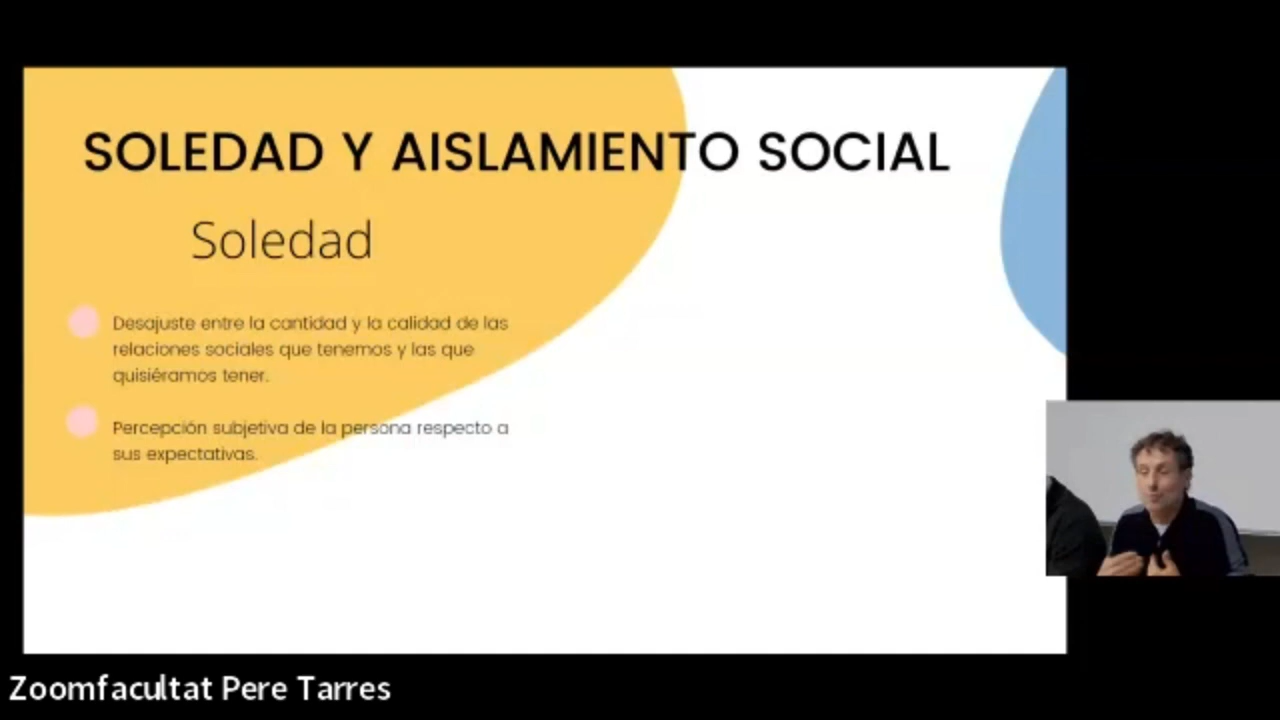 SOLEDAD Y AISLAMIENTO SOCIAL
Soledad
Desajuste entre la cantidad y la calidad de las
relaciones sociales que tenemos y las que
quisiéramos tener.
Percepción subjetiva de la persona respecto a
sus expectativas.
Zoomfacultat Pere Tarres